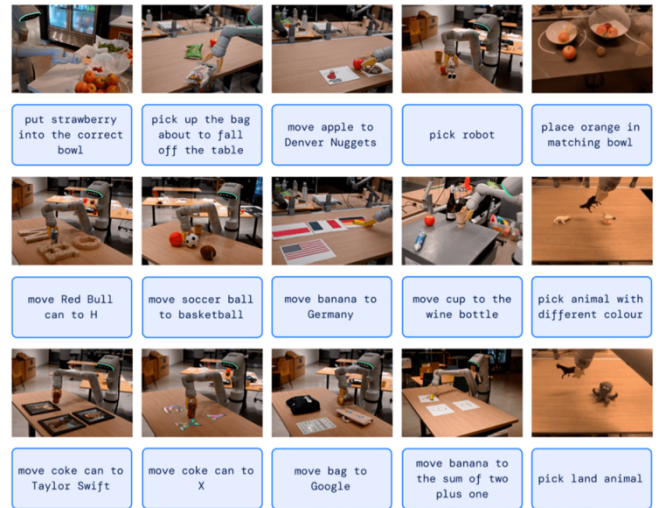 put strawberry
into the correct
bowl
pick up the bag
about to fall
off the table
move apple to
Denver Nuggets
pick robot
place orange in
matching bowl
move Red Bull
can to H
move soccer ball
to basketball
move banana to
Germany
move cup to the
wine bottle
pick animal with
different colour
move coke can to
Taylor Swift
move coke can to
X
move bag to
Google
move banana to
the sum of two
plus one
pick land animal